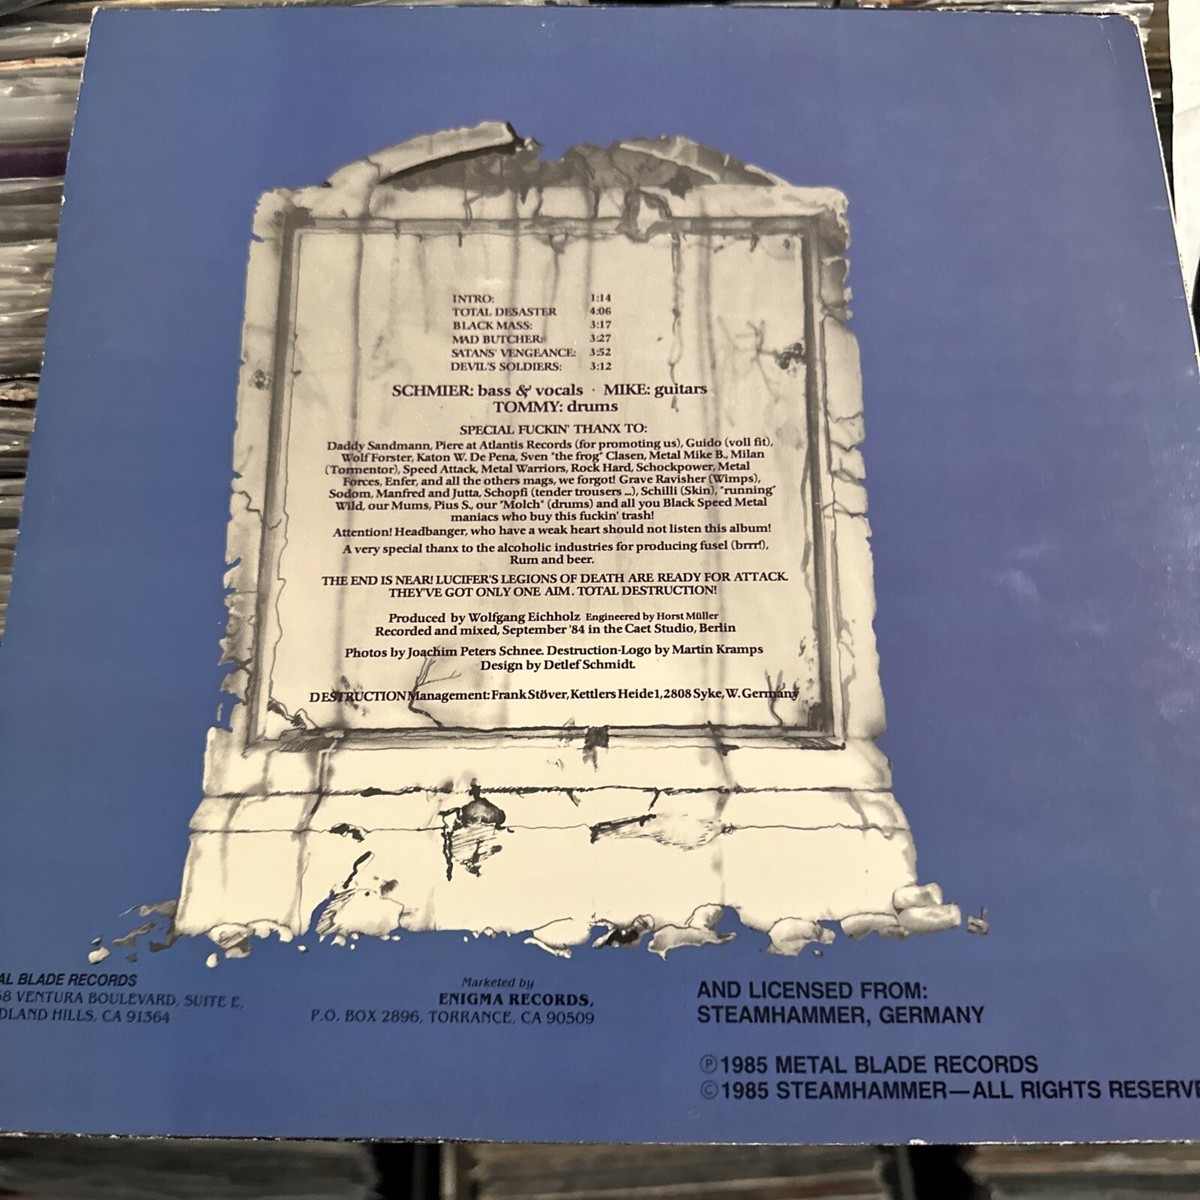 INTRO: 1:14
TOTAL DESASTER 4:06
BLACK MASS: 3:17
MAD BUTCHER: 3:27
SATANS' VENGEANCE: 3:52
DEVIL'S SOLDIERS: 3:12
SCHMIER: bass & vocals · MIKE: guitars
TOMMY: drums
SPECIAL FUCKIN' THANX TO:
Daddy Sandmann, Piere at Atlantis Records (for promoting us), Guido (voll fit),
Wolf Forster, Katon W. De Pena, Sven "the frog" Clasen, Metal Mike B., Milan
(Tormentor), Speed Attack, Metal Warriors, Rock Hard, Schockpower, Metal
Forces, Enfer, and all the others mags, we forgot! Grave Ravisher (Wimps),
Sodom, Manfred and Jutta, Schopfi (tender trousers ...), Schilli (Skin), "running"
Wild, our Mums, Pius S., our "Molch" (drums) and all you Black Speed Metal
maniacs who buy this fuckin' trash!
Attention! Headbanger, who have a weak heart should not listen this album!
A very special thanx to the alcoholic industries for producing fusel (brrr!),
Rum and beer.
THE END IS NEAR! LUCIFER'S LEGIONS OF DEATH ARE READY FOR ATTACK.
THEY'VE GOT ONLY ONE AIM. TOTAL DESTRUCTION!
Produced by Wolfgang Eichholz Engineered by Horst Müller
Recorded and mixed, September '84 in the Caet Studio, Berlin
Photos by Joachim Peters Schnee. Destruction-Logo by Martin Kramps
Design by Detlef Schmidt.
DESTRUCTION Management: Frank Stöver, Kettlers Heide 1, 2808 Syke, W. Germany
AL BLADE RECORDS
58 VENTURA BOULEVARD, SUITE E,
DLAND HILLS, CA 91364
Marketed by
ENIGMA RECORDS,
P.O. BOX 2896, TORRANCE, CA 90509
AND LICENSED FROM:
STEAMHAMMER, GERMANY
℗1985 METAL BLADE RECORDS
©1985 STEAMHAMMER—ALL RIGHTS RESERVE